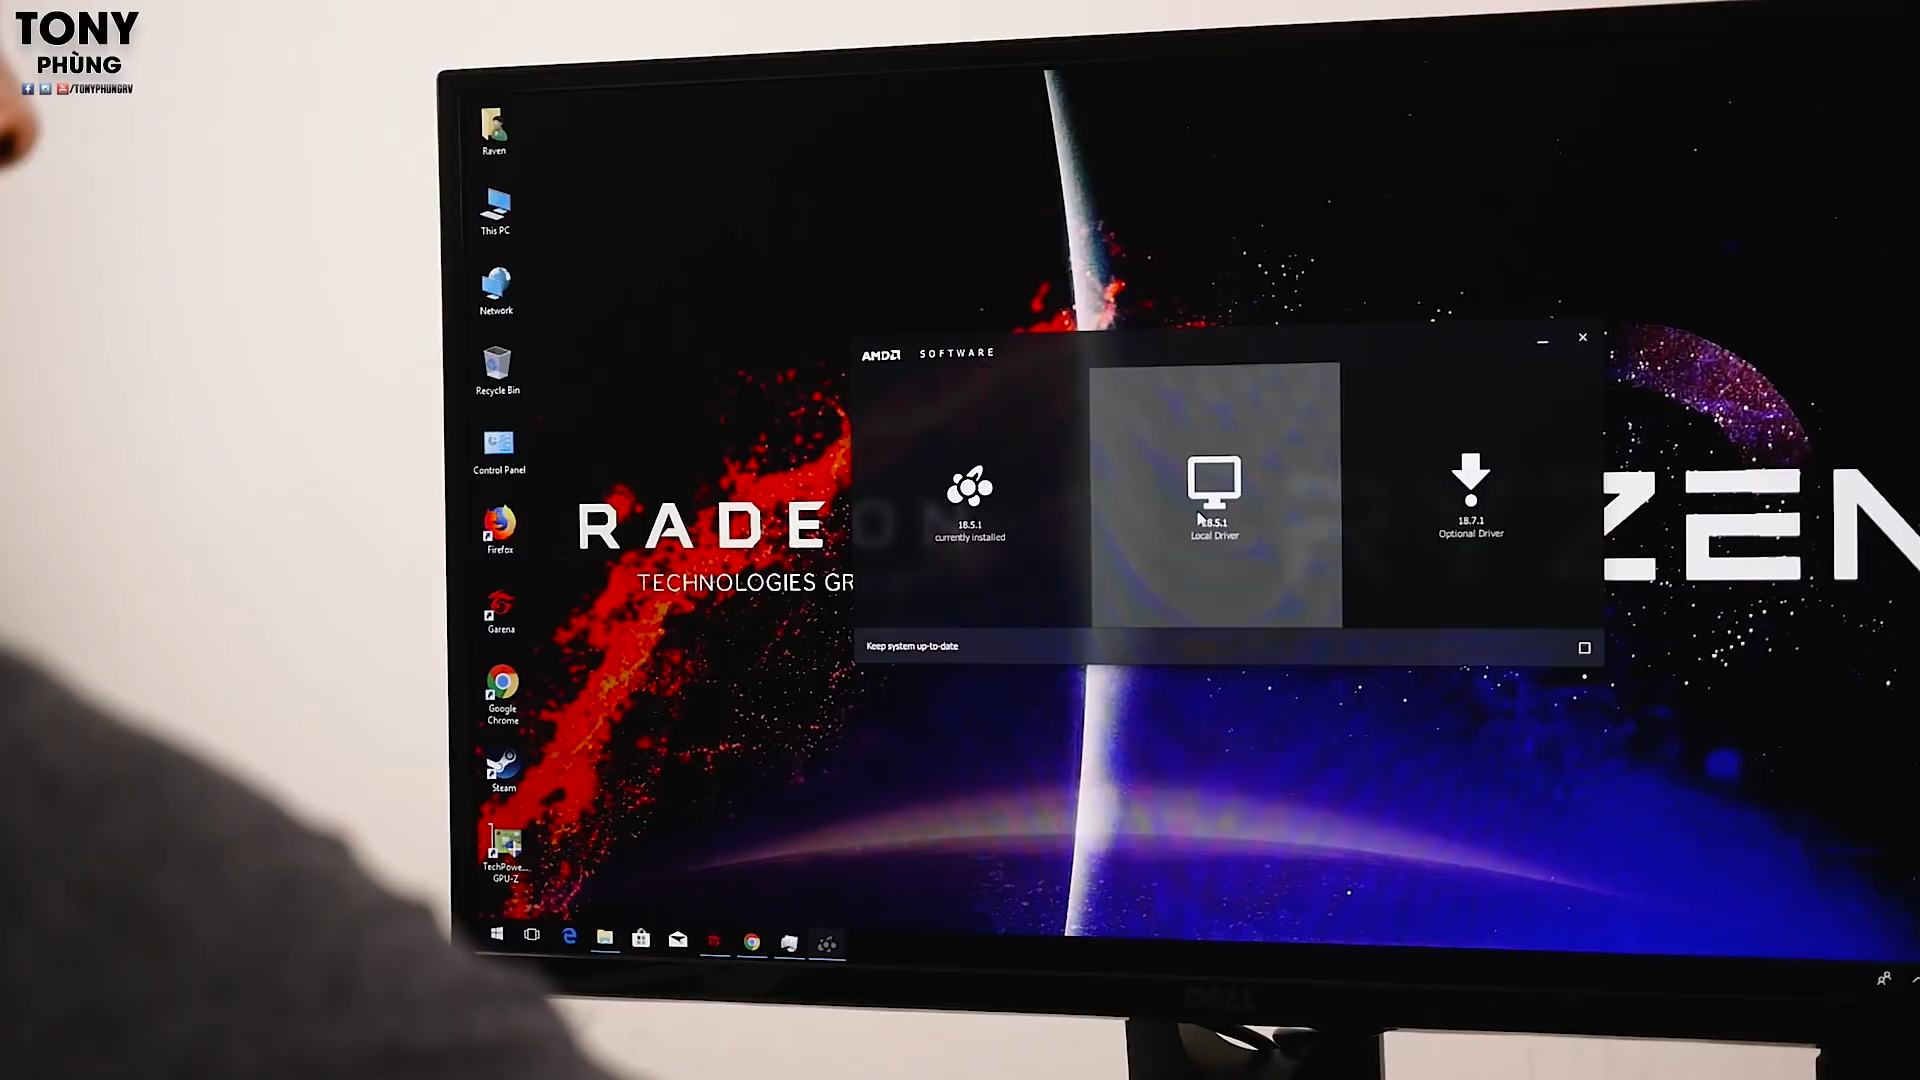 TONY
PHÙNG
/TONYPHUNGRV
Raven
This PC
Network
Recycle Bin
Control Panel
Firefox
Garena
Google
Chrome
Steam
TechPowe...
GPU-Z
RADEON
TECHNOLOGIES GR
ZEN
AMD SOFTWARE
18.5.1
currently installed
18.5.1
Local Driver
18.7.1
Optional Driver
Keep system up-to-date
DELL